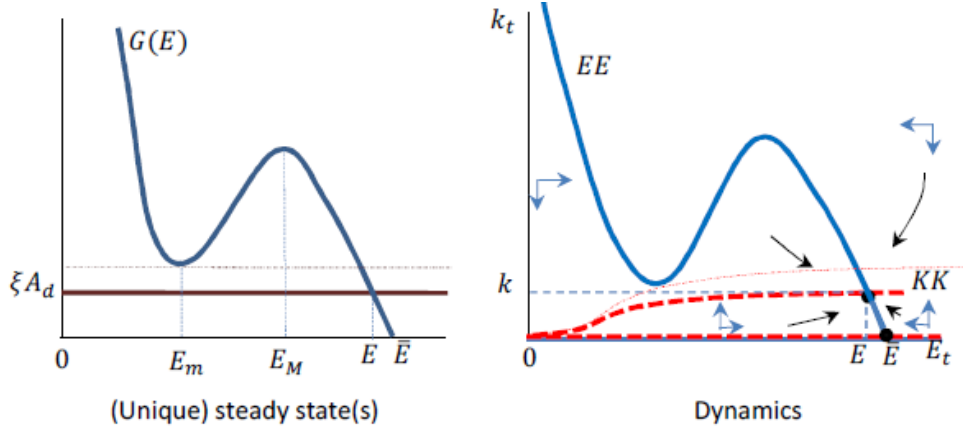 G(E)
ξA_d
0
E_m
E_M
E
Ē
(Unique) steady state(s)
k_t
EE
k
KK
0
E
Ē
E_t
Dynamics